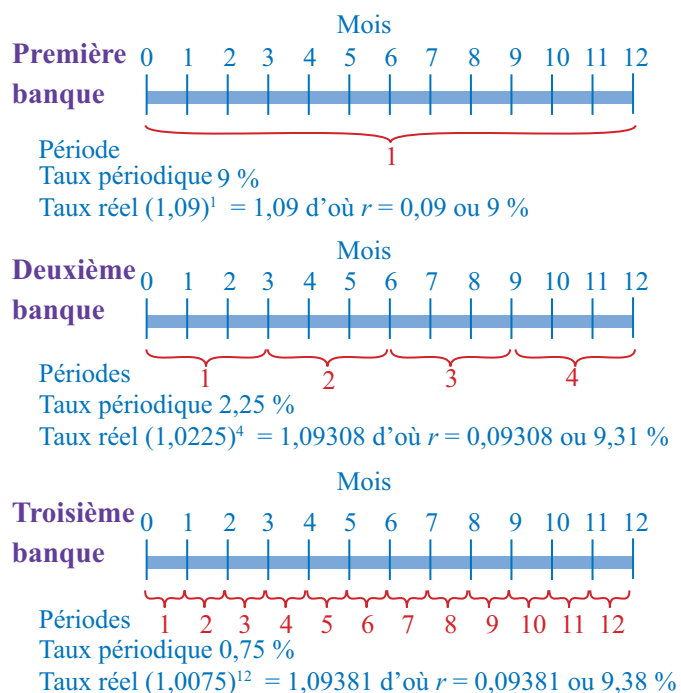 Mois
Première banque
0 1 2 3 4 5 6 7 8 9 10 11 12
1
Période
Taux périodique 9 %
Taux réel (1,09)¹ = 1,09 d’où r = 0,09 ou 9 %
Mois
Deuxième banque
0 1 2 3 4 5 6 7 8 9 10 11 12
1 2 3 4
Périodes
Taux périodique 2,25 %
Taux réel (1,0225)⁴ = 1,09308 d’où r = 0,09308 ou 9,31 %
Mois
Troisième banque
0 1 2 3 4 5 6 7 8 9 10 11 12
1 2 3 4 5 6 7 8 9 10 11 12
Périodes
Taux périodique 0,75 %
Taux réel (1,0075)¹² = 1,09381 d’où r = 0,09381 ou 9,38 %